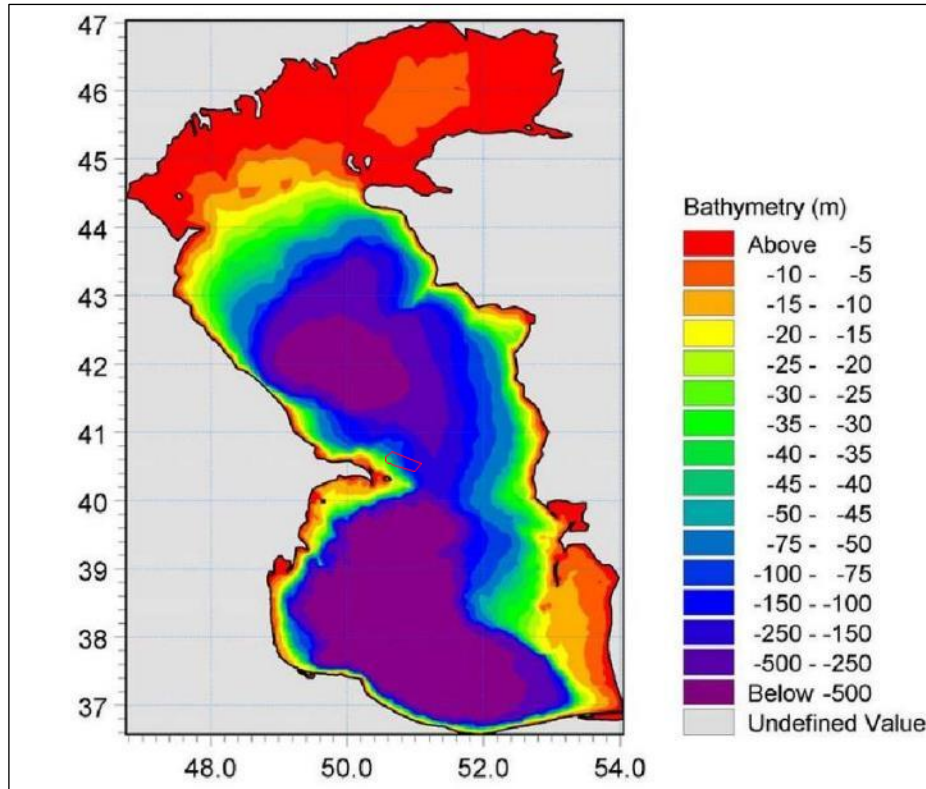 47
46
45
44
43
42
41
40
39
38
37
48.0 50.0 52.0 54.0
Bathymetry (m)
Above -5
-10 - -5
-15 - -10
-20 - -15
-25 - -20
-30 - -25
-35 - -30
-40 - -35
-45 - -40
-50 - -45
-75 - -50
-100 - -75
-150 - -100
-250 - -150
-500 - -250
Below -500
Undefined Value